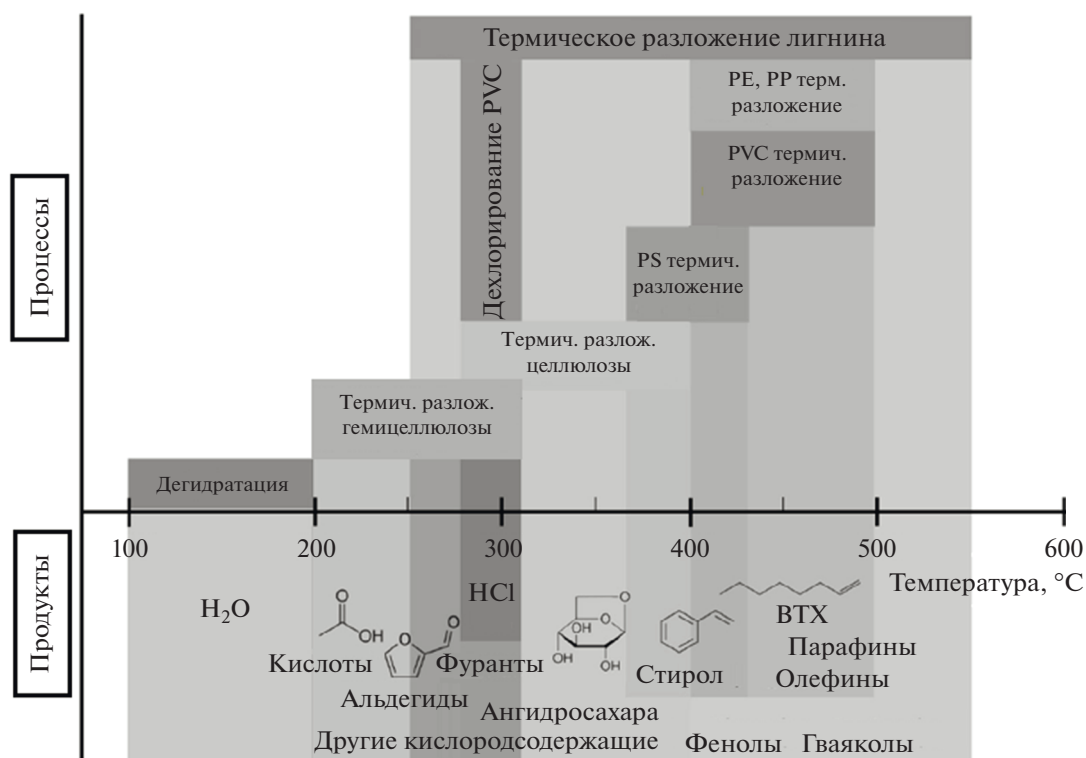 Процессы
Термическое разложение лигнина
Дехлорирование PVC
PE, PP терм.
разложение
PVC термич.
разложение
PS термич.
разложение
Термич. разлож.
целлюлозы
Термич. разлож.
гемицеллюлозы
Дегидратация
100 200 300 400 500 600
Температура, °C
Продукты
H₂O
O
OH
O
O
HCl
O
O
OH
OH
OH
BTX
Кислоты
Фуранты
Стирол
Парафины
Олефины
Альдегиды
Ангидросахара
Другие кислородсодержащие
Фенолы Гваяколы